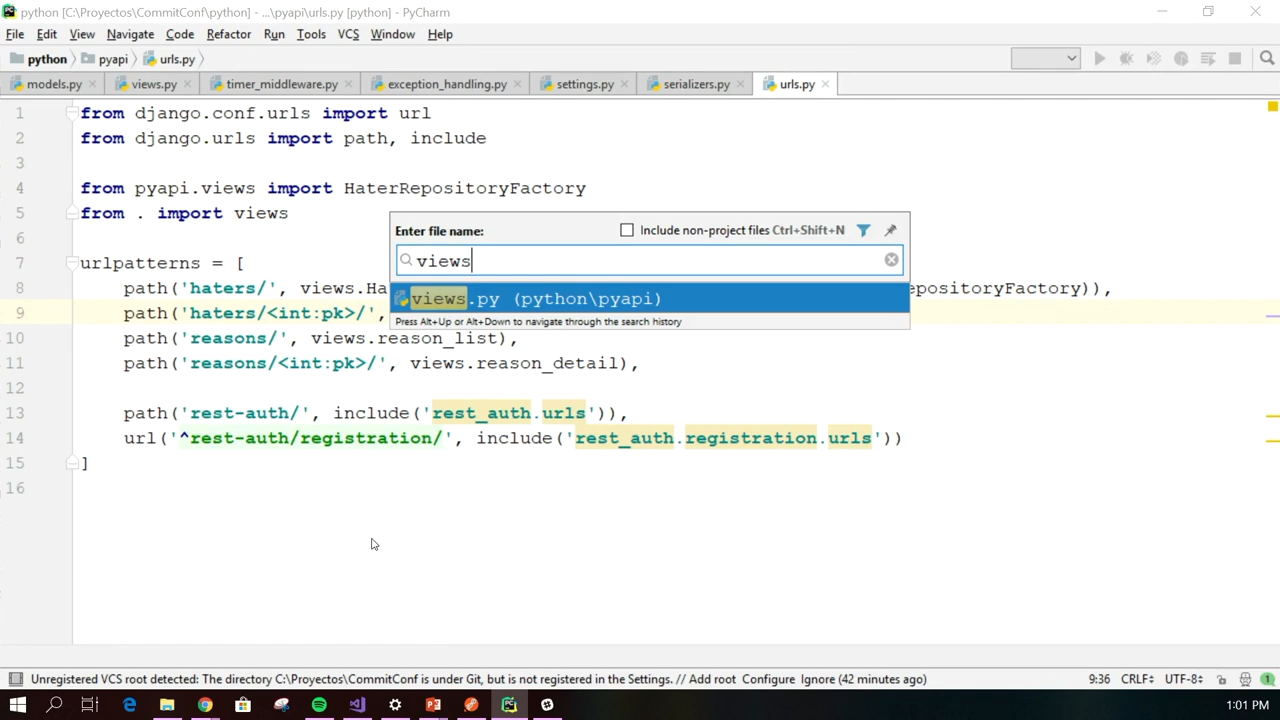 python [C:\Proyectos\CommitConf\python] - ...\pyapi\urls.py [python] - PyCharm
File Edit View Navigate Code Refactor Run Tools VCS Window Help
python pyapi urls.py
models.py views.py timer_middleware.py exception_handling.py settings.py serializers.py urls.py
1 from django.conf.urls import url
2 from django.urls import path, include
3
4 from pyapi.views import HaterRepositoryFactory
5 from . import views
Enter file name: Include non-project files Ctrl+Shift+N
6
views
7 urlpatterns = [
8 path('haters/', views.Ha epositoryFactory)),
views.py (python\pyapi)
9 path('haters/<int:pk>/',
Press Alt+Up or Alt+Down to navigate through the search history
10 path('reasons/', views.reason_list),
11 path('reasons/<int:pk>/', views.reason_detail),
12
13 path('rest-auth/', include('rest_auth.urls')),
14 url('^rest-auth/registration/', include('rest_auth.registration.urls'))
15 ]
16
Unregistered VCS root detected: The directory C:\Proyectos\CommitConf is under Git, but is not registered in the Settings. // Add root Configure Ignore (42 minutes ago) 9:36 CRLF UTF-8 1
1:01 PM